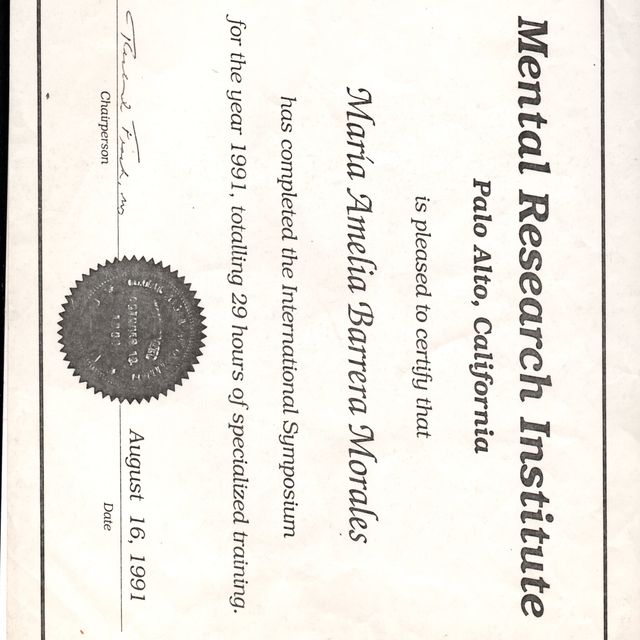 Mental Research Institute
Palo Alto, California
is pleased to certify that
María Amelia Barrera Morales
has completed the International Symposium
for the year 1991, totalling 29 hours of specialized training.
August 16, 1991
Chairperson
Date